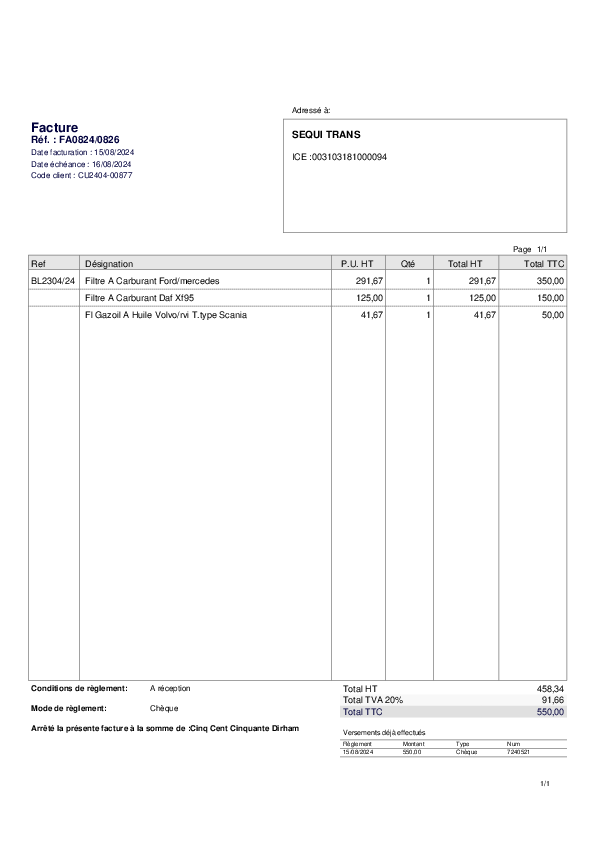 Adressé à:
Facture
Réf. : FA0824/0826
Date facturation : 15/08/2024
Date échéance : 16/08/2024
Code client : CU2404-00877
SEQUI TRANS
ICE :003103181000094
Page 1/1
Ref Désignation P.U. HT Qté Total HT Total TTC
BL2304/24 Filtre A Carburant Ford/mercedes 291,67 1 291,67 350,00
Filtre A Carburant Daf Xf95 125,00 1 125,00 150,00
Fl Gazoil A Huile Volvo/rvi T.type Scania 41,67 1 41,67 50,00
Conditions de règlement: A réception
Mode de règlement: Chèque
Arrêté la présente facture à la somme de :Cinq Cent Cinquante Dirham
Total HT 458,34
Total TVA 20% 91,66
Total TTC 550,00
Versements déjà effectués
Règlement Montant Type Num
15/08/2024 550,00 Chèque 7240521
1/1